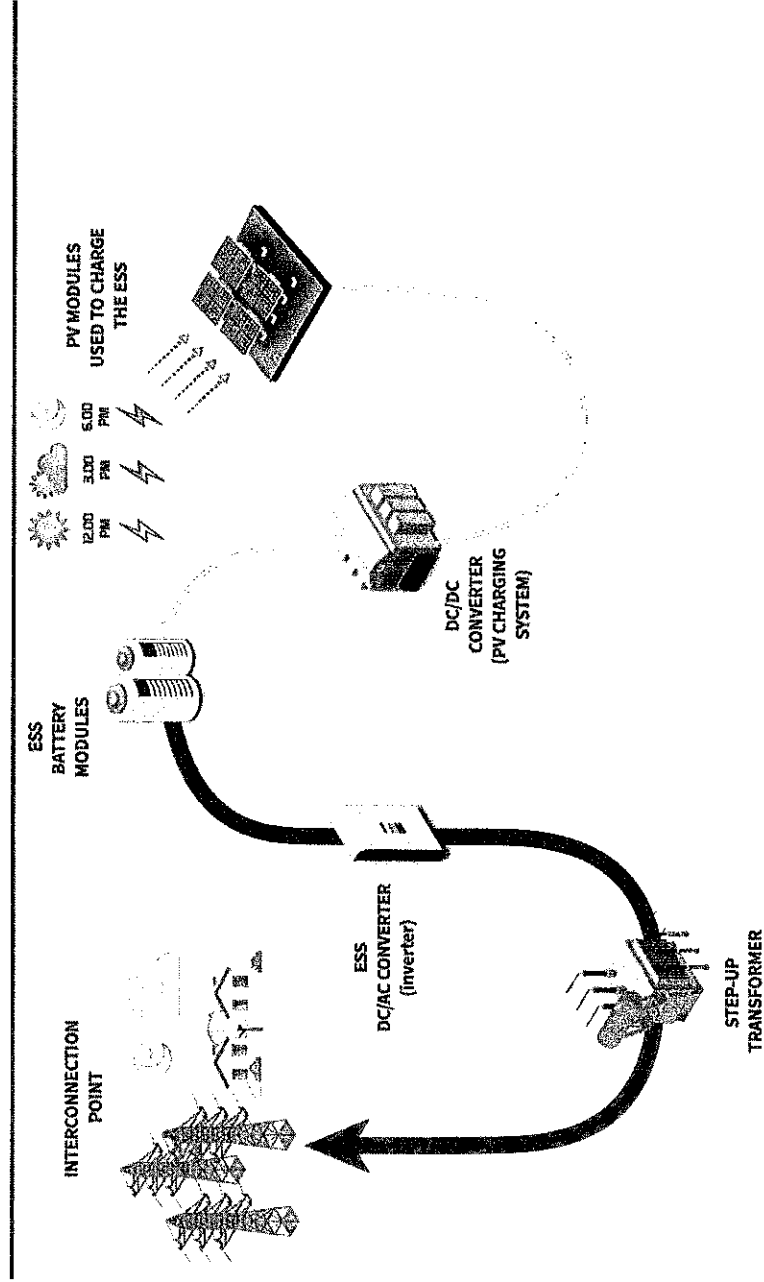 INTERCONNECTION
POINT
ESS
BATTERY
MODULES
12.00
PM
3.00
PM
6.00
PM
PV MODULES
USED TO CHARGE
THE ESS
ESS
DC/AC CONVERTER
(inverter)
DC/DC
CONVERTER
(PV CHARGING
SYSTEM)
STEP-UP
TRANSFORMER